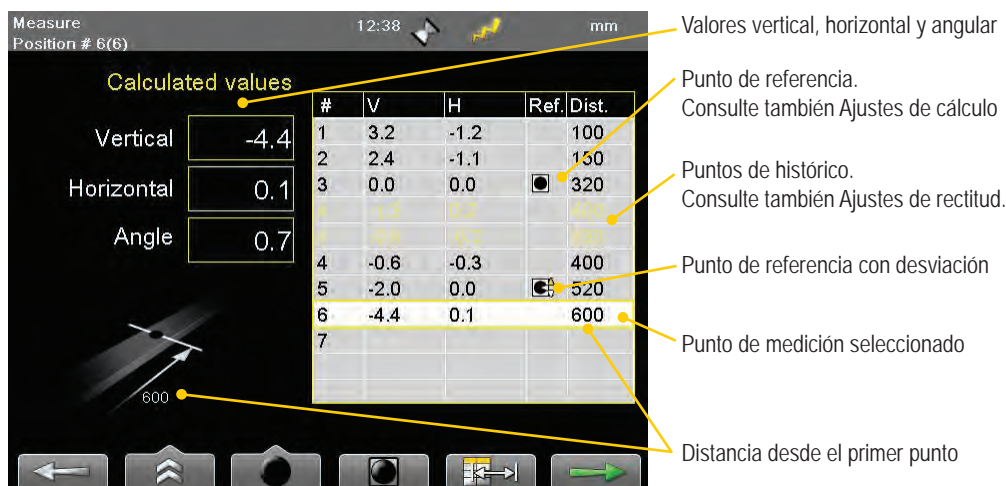 Measure
Position # 6(6)
12:38
mm
Calculated values
Vertical -4.4
Horizontal 0.1
Angle 0.7
# V H Ref. Dist.
1 3.2 -1.2 100
2 2.4 -1.1 150
3 0.0 0.0 320
4 -0.6 -0.3 400
5 -2.0 0.0 520
6 -4.4 0.1 600
7
600
Valores vertical, horizontal y angular
Punto de referencia.
Consulte también Ajustes de cálculo
Puntos de histórico.
Consulte también Ajustes de rectitud.
Punto de referencia con desviación
Punto de medición seleccionado
Distancia desde el primer punto